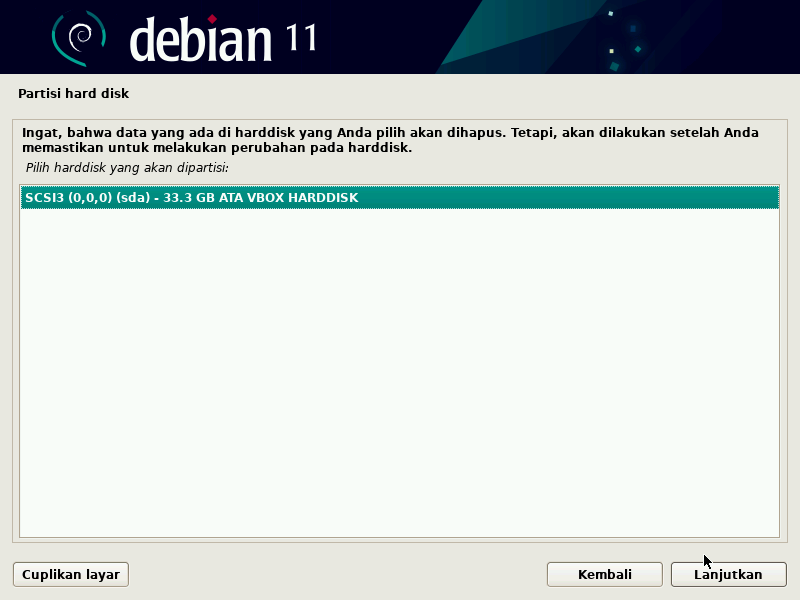 debian 11
Partisi hard disk
Ingat, bahwa data yang ada di harddisk yang Anda pilih akan dihapus. Tetapi, akan dilakukan setelah Anda
memastikan untuk melakukan perubahan pada harddisk.
Pilih harddisk yang akan dipartisi:
SCSI3 (0,0,0) (sda) - 33.3 GB ATA VBOX HARDDISK
Cuplikan layar
Kembali
Lanjutkan